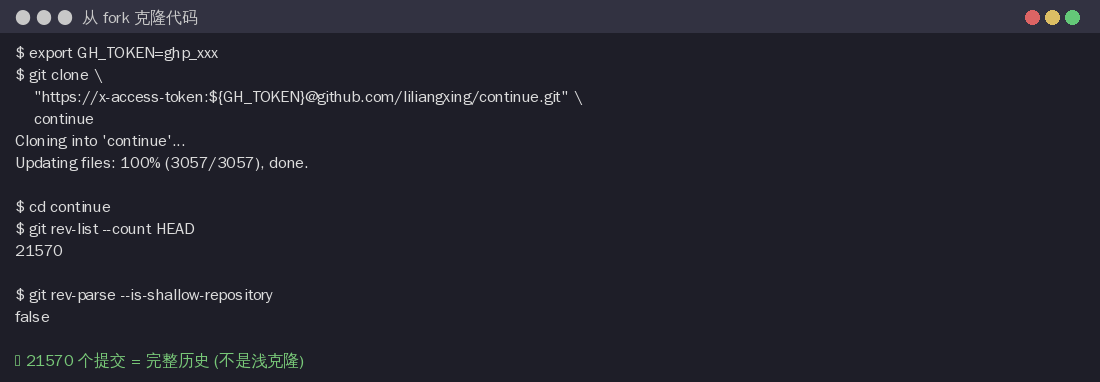 从 fork 克隆代码
$ export GH_TOKEN=ghp_xxx
$ git clone \
"https://x-access-token:${GH_TOKEN}@github.com/liliangxing/continue.git" \
continue
Cloning into 'continue'...
Updating files: 100% (3057/3057), done.
$ cd continue
$ git rev-list --count HEAD
21570
$ git rev-parse --is-shallow-repository
false
21570 个提交 = 完整历史 (不是浅克隆)